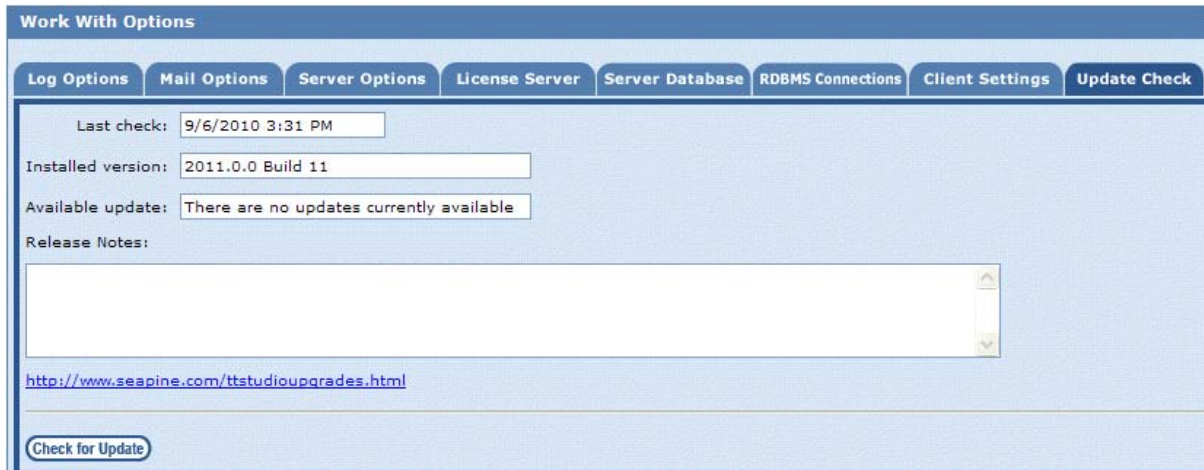 Work With Options
Log Options Mail Options Server Options License Server Server Database RDBMS Connections Client Settings Update Check
Last check: 9/6/2010 3:31 PM
Installed version: 2011.0.0 Build 11
Available update: There are no updates currently available
Release Notes:
http://www.seapine.com/ttstudioupgrades.html
Check for Update